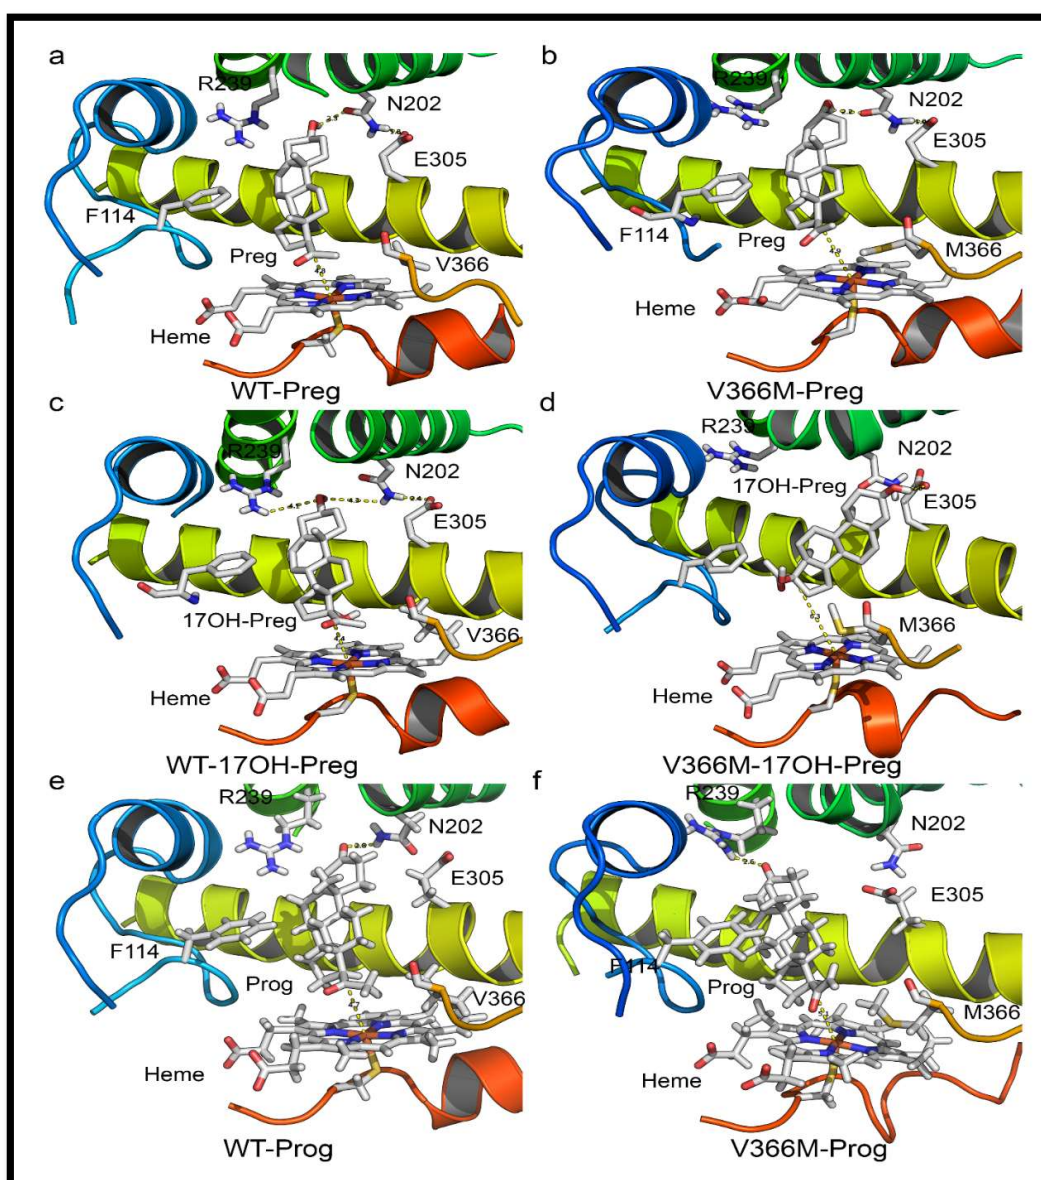 a
R239
N202
E305
F114
Preg
V366
Heme
WT-Preg
b
R239
N202
E305
F114
Preg
M366
Heme
V366M-Preg
c
R239
N202
E305
17OH-Preg
V366
Heme
WT-17OH-Preg
d
R239
N202
17OH-Preg
E305
M366
Heme
V366M-17OH-Preg
e
R239
N202
E305
F114
Prog
V366
Heme
WT-Prog
f
R239
N202
E305
F114
Prog
M366
Heme
V366M-Prog